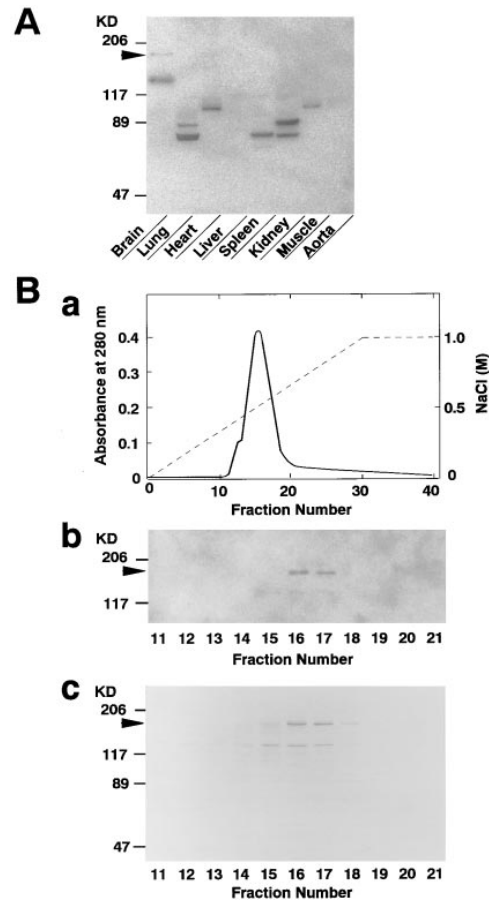 A
KD
206
117
89
47
Brain
Lung
Heart
Liver
Spleen
Kidney
Muscle
Aorta
B a
Absorbance at 280 nm
0.4
0.3
0.2
0.1
0
1.0
0.5
0
NaCl (M)
0 10 20 30 40
Fraction Number
b
KD
206
117
11 12 13 14 15 16 17 18 19 20 21
Fraction Number
c
KD
206
117
89
47
11 12 13 14 15 16 17 18 19 20 21
Fraction Number